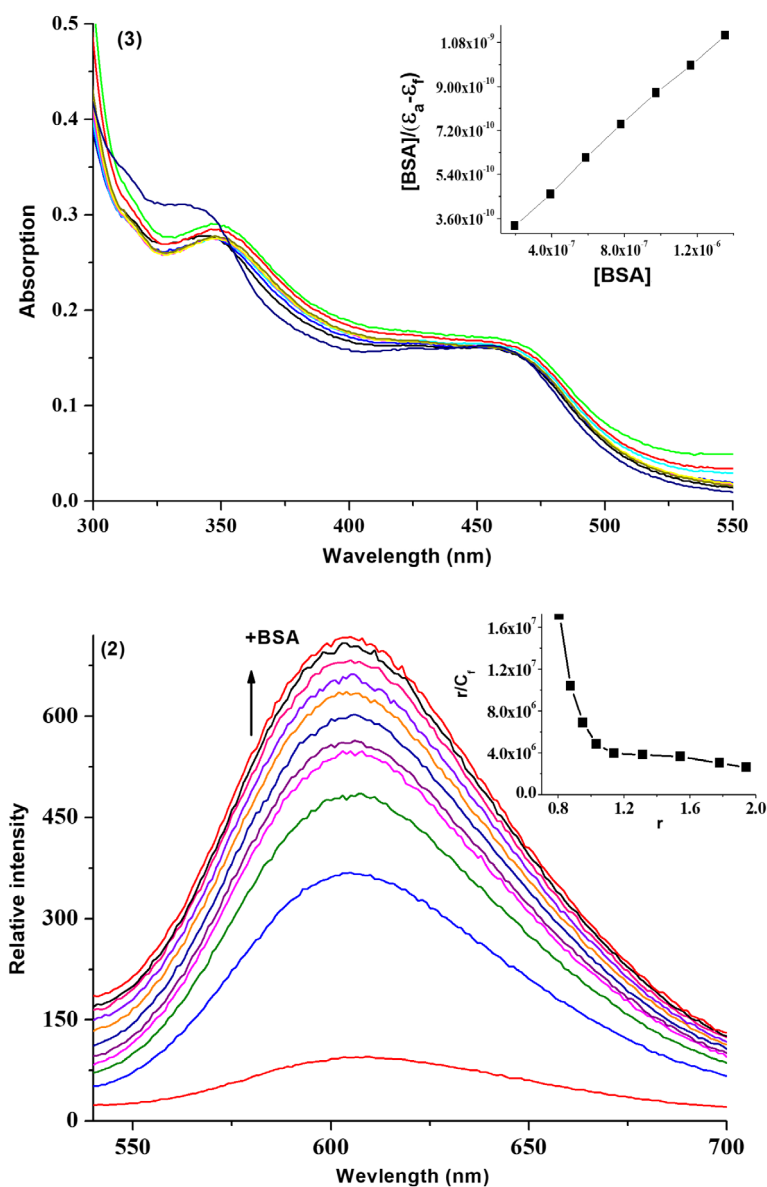 (3)
0.5
0.4
0.3
0.2
0.1
0.0
Absorption
300
350
400
450
500
550
Wavelength (nm)
1.08x10⁻⁹
9.00x10⁻¹⁰
7.20x10⁻¹⁰
5.40x10⁻¹⁰
3.60x10⁻¹⁰
[BSA]/(εa-εf)
4.0x10⁻⁷
8.0x10⁻⁷
1.2x10⁻⁶
[BSA]
(2)
+BSA
600
450
300
150
0
Relative intensity
550
600
650
700
Wevlength (nm)
1.6x10⁷
1.2x10⁷
8.0x10⁶
4.0x10⁶
0.0
r/Cf
0.8
1.2
1.6
2.0
r